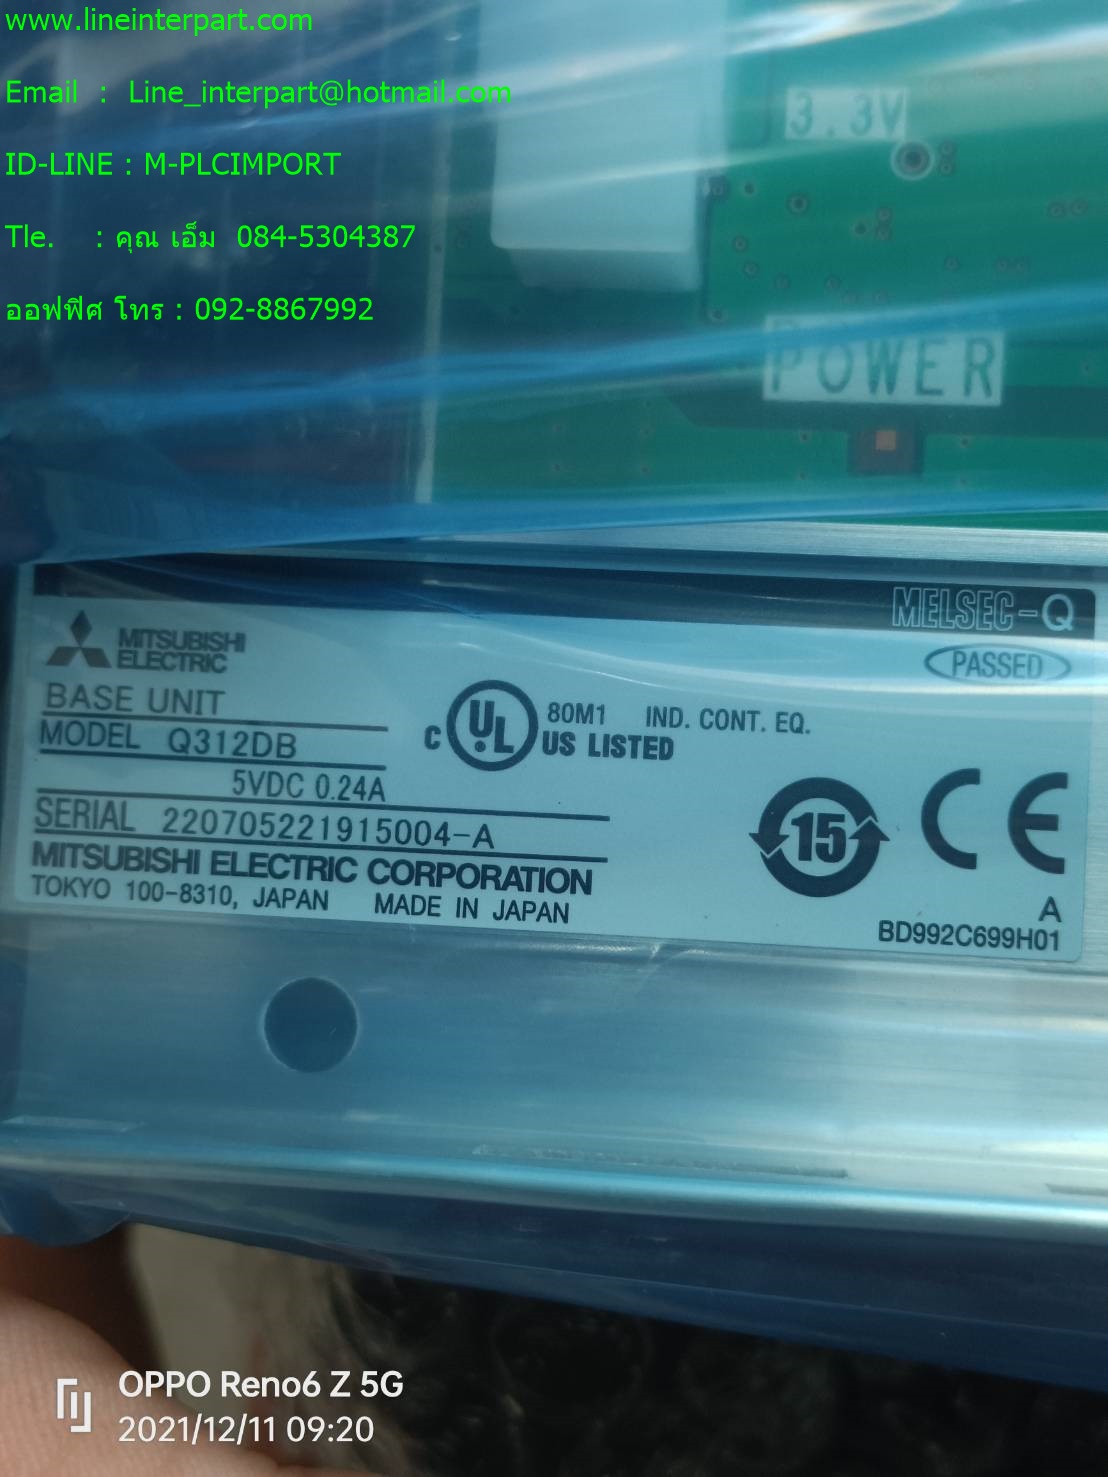 www.lineinterpart.com
Email : Line_interpart@hotmail.com
ID-LINE : M-PLCIMPORT
Tle. : คุณ เอ็ม 084-5304387
ออฟฟิศ โทร : 092-8867992
3.3V
POWER
MELSEC-Q
MITSUBISHI
ELECTRIC
PASSED
BASE UNIT
MODEL Q312DB
5VDC 0.24A
C UL US LISTED
80M1 IND. CONT. EQ.
SERIAL 220705221915004-A
MITSUBISHI ELECTRIC CORPORATION
TOKYO 100-8310, JAPAN MADE IN JAPAN
15
CE
A
BD992C699H01
OPPO Reno6 Z 5G
2021/12/11 09:20